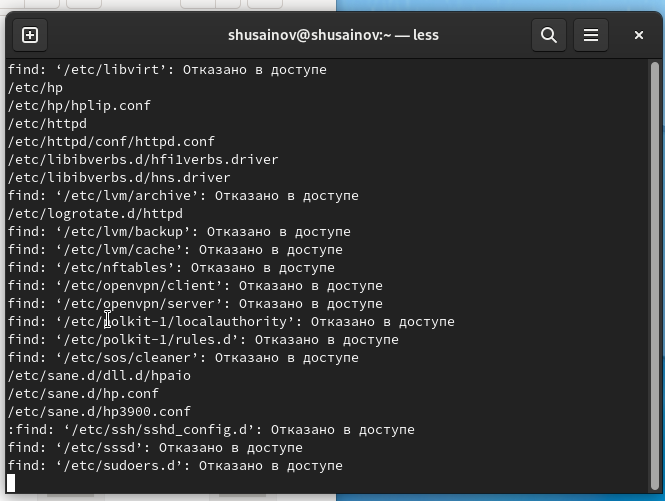 shusainov@shusainov:~ — less
find: ‘/etc/libvirt’: Отказано в доступе
/etc/hp
/etc/hp/hplip.conf
/etc/httpd
/etc/httpd/conf/httpd.conf
/etc/libibverbs.d/hfi1verbs.driver
/etc/libibverbs.d/hns.driver
find: ‘/etc/lvm/archive’: Отказано в доступе
/etc/logrotate.d/httpd
find: ‘/etc/lvm/backup’: Отказано в доступе
find: ‘/etc/lvm/cache’: Отказано в доступе
find: ‘/etc/nftables’: Отказано в доступе
find: ‘/etc/openvpn/client’: Отказано в доступе
find: ‘/etc/openvpn/server’: Отказано в доступе
find: ‘/etc/polkit-1/localauthority’: Отказано в доступе
find: ‘/etc/polkit-1/rules.d’: Отказано в доступе
find: ‘/etc/sos/cleaner’: Отказано в доступе
/etc/sane.d/dll.d/hpaio
/etc/sane.d/hp.conf
/etc/sane.d/hp3900.conf
:find: ‘/etc/ssh/sshd_config.d’: Отказано в доступе
find: ‘/etc/sssd’: Отказано в доступе
find: ‘/etc/sudoers.d’: Отказано в доступе